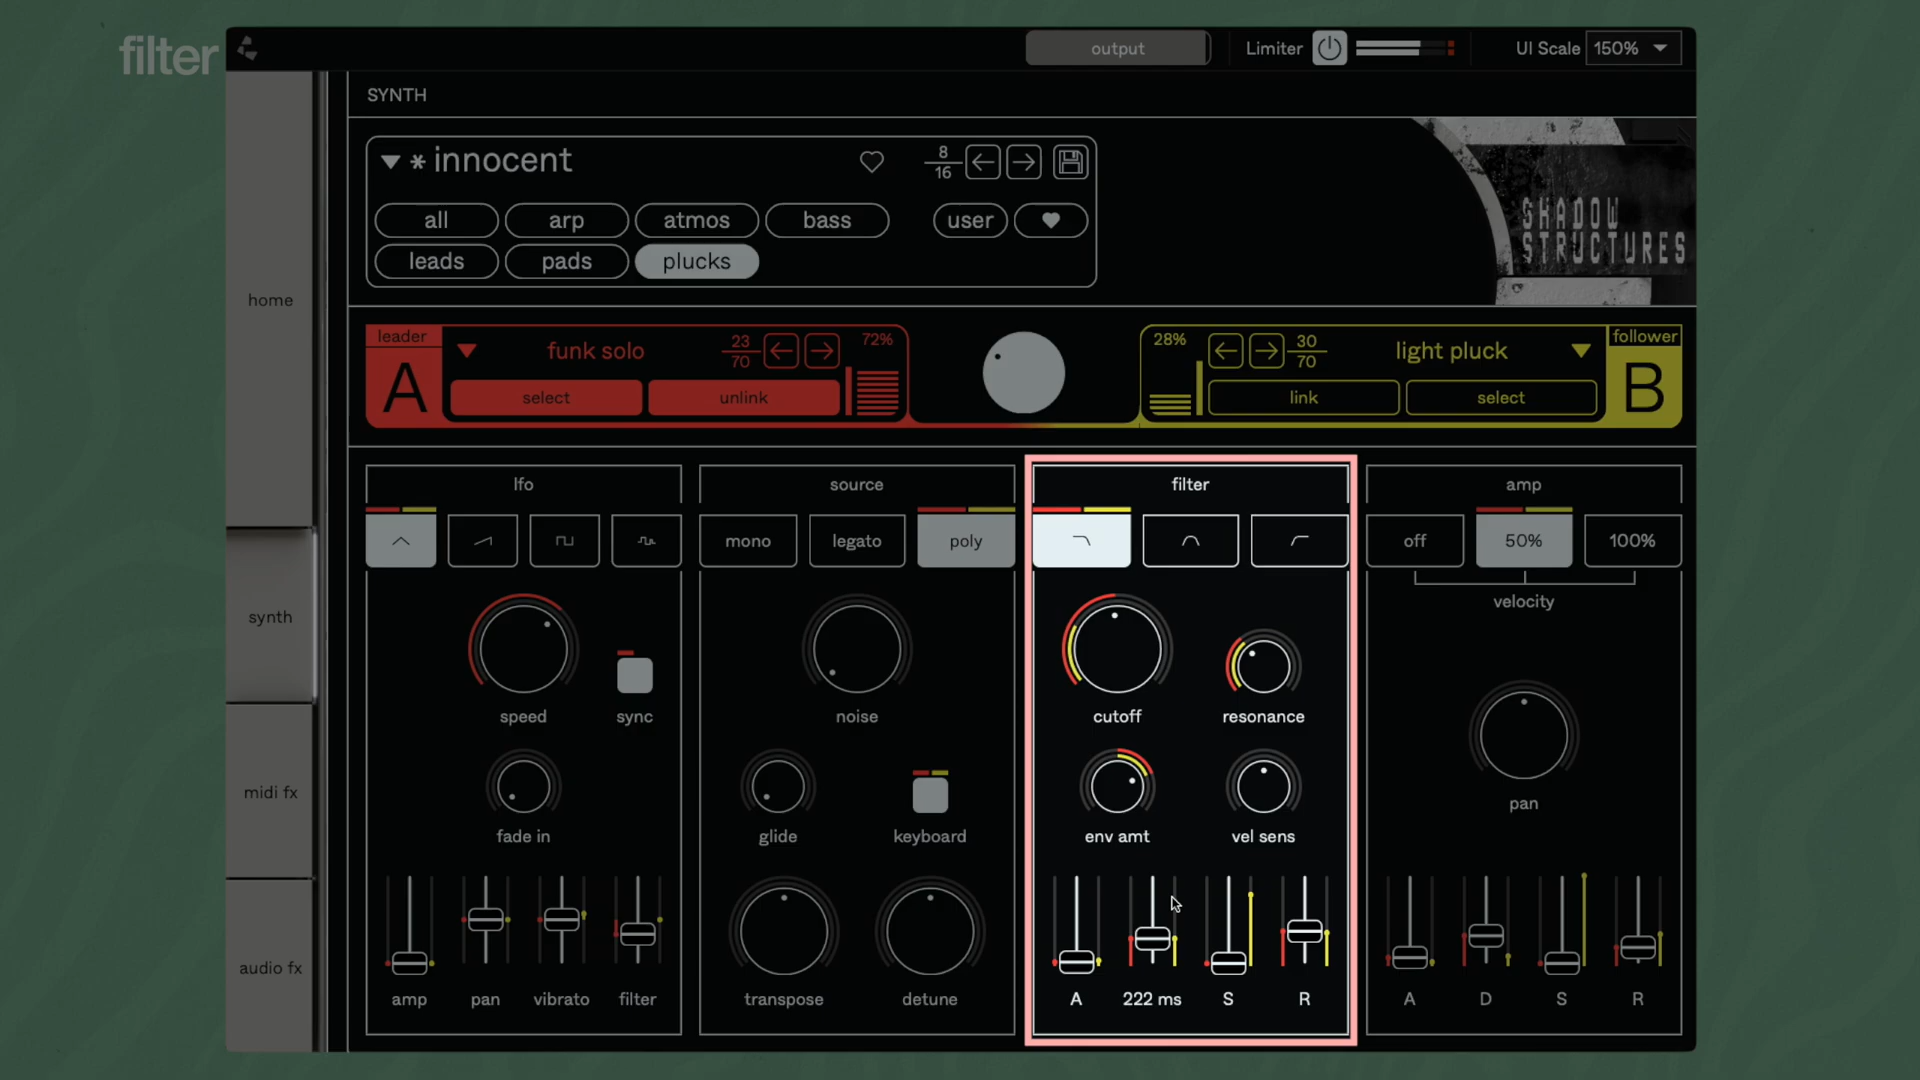 filter
output
Limiter
UI Scale 150%
SYNTH
* innocent
8
16
all arp atmos bass user
leads pads plucks
SHADOW
STRUCTURES
home
synth
midi fx
audio fx
leader
A
funk solo
23
70
72%
select unlink
28%
30
70
light pluck
follower
B
link select
lfo
speed sync
fade in
amp pan vibrato filter
source
mono legato poly
noise
glide keyboard
transpose detune
filter
cutoff resonance
env amt vel sens
A 222 ms S R
amp
off 50% 100%
velocity
pan
A D S R